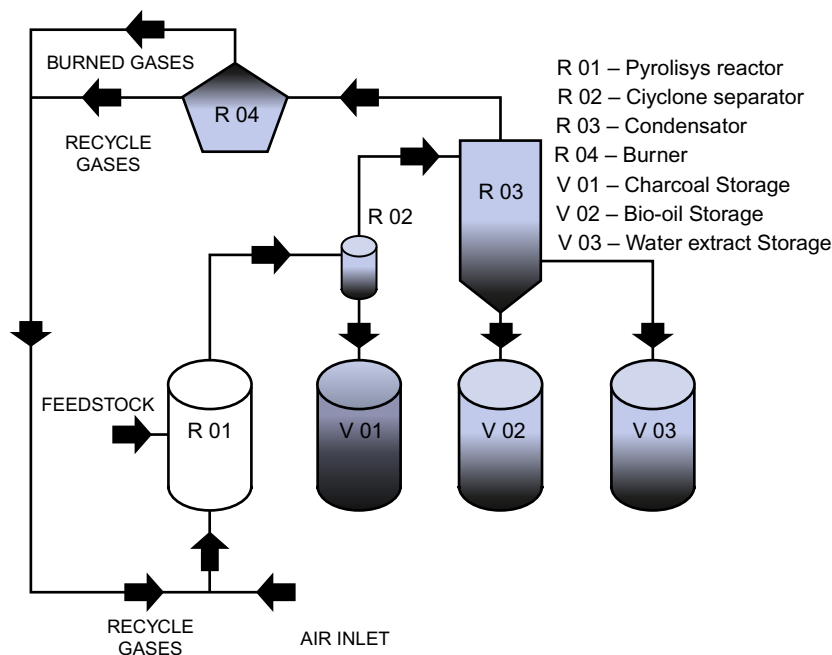 BURNED GASES
R 04
RECYCLE
GASES
R 01 – Pyrolisys reactor
R 02 – Ciyclone separator
R 03 – Condensator
R 04 – Burner
V 01 – Charcoal Storage
V 02 – Bio-oil Storage
V 03 – Water extract Storage
R 03
R 02
FEEDSTOCK
R 01
V 01
V 02
V 03
RECYCLE
GASES
AIR INLET